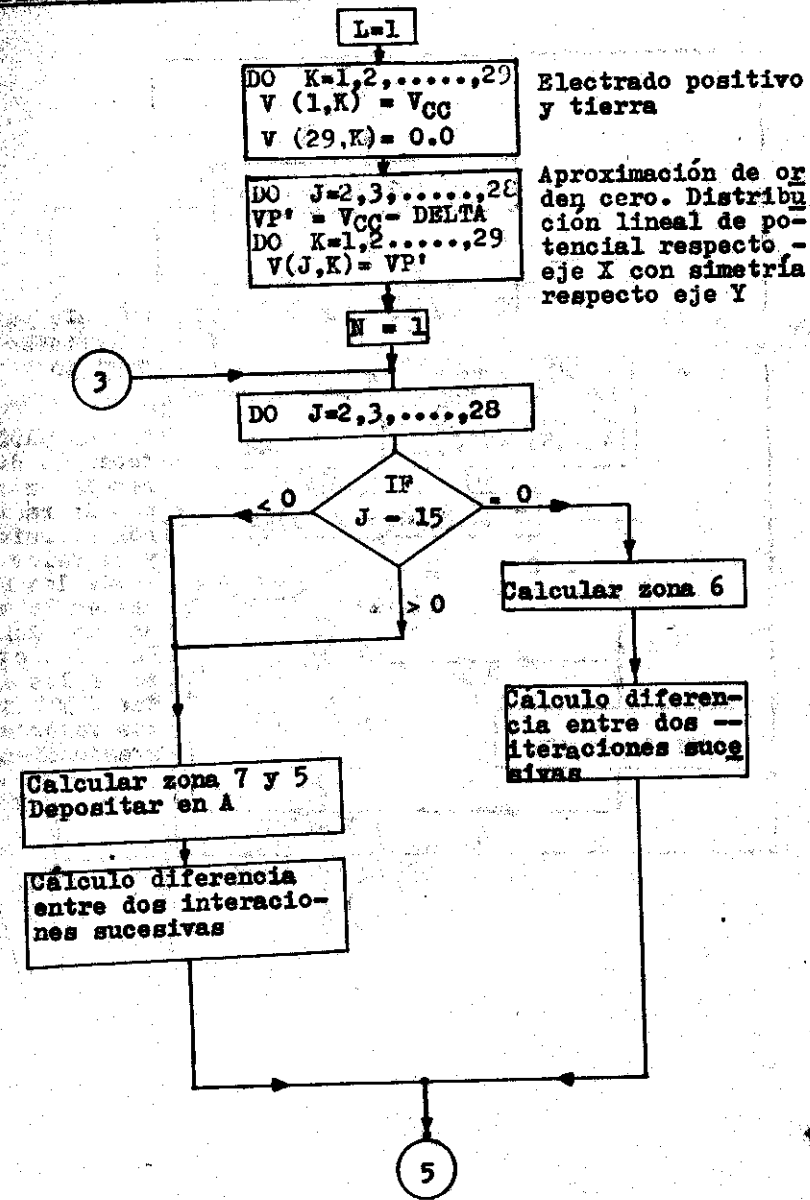 L=1
DO K=1,2,.....,29
V (1,K) = VCC
V (29,K)= 0.0
Electrado positivo
y tierra
DO J=2,3,......,28
VP' = VCC- DELTA
DO K=1,2.....,29
V(J,K)= VP'
Aproximación de or
den cero. Distribu
ción lineal de po-
tencial respecto -
eje X con simetría
respecto eje Y
N = 1
3
DO J=2,3,....,28
IF
J - 15
< 0
= 0
> 0
Calcular zona 6
Cálculo diferen-
cia entre dos --
iteraciones suce
sivas
Calcular zona 7 y 5
Depositar en A
Cálculo diferencia
entre dos interacio-
nes sucesivas
5